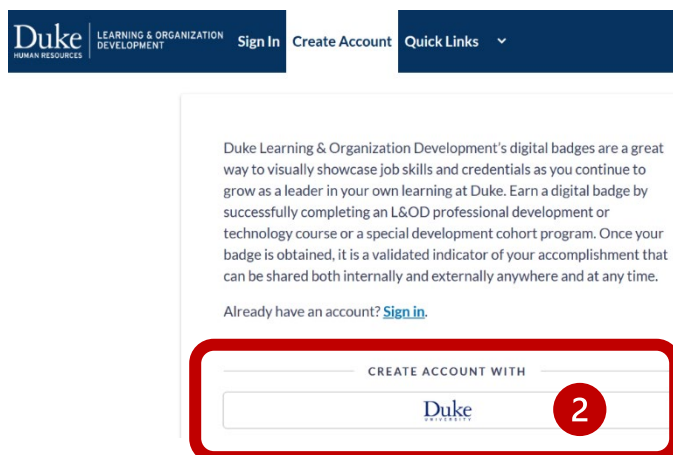 Duke
HUMAN RESOURCES
LEARNING & ORGANIZATION
DEVELOPMENT
Sign In Create Account Quick Links
Duke Learning & Organization Development's digital badges are a great
way to visually showcase job skills and credentials as you continue to
grow as a leader in your own learning at Duke. Earn a digital badge by
successfully completing an L&OD professional development or
technology course or a special development cohort program. Once your
badge is obtained, it is a validated indicator of your accomplishment that
can be shared both internally and externally anywhere and at any time.
Already have an account? Sign in.
CREATE ACCOUNT WITH
Duke
UNIVERSITY
2